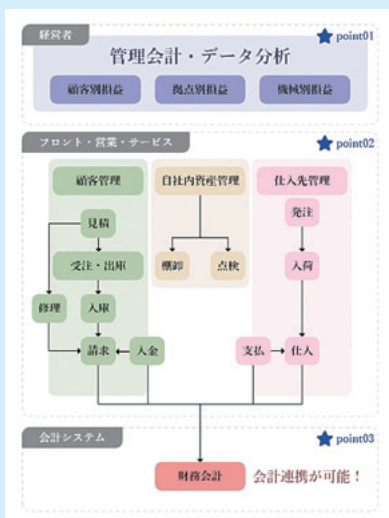 経営者
point01
管理会計・データ分析
顧客別損益 拠点別損益 機械別損益
フロント・営業・サービス
point02
顧客管理 自社内資産管理 仕入先管理
見積 発注
受注・出庫 棚卸 点検 入荷
修理 入庫
請求 入金 支払 仕入
会計システム
point03
財務会計 会計連携が可能！